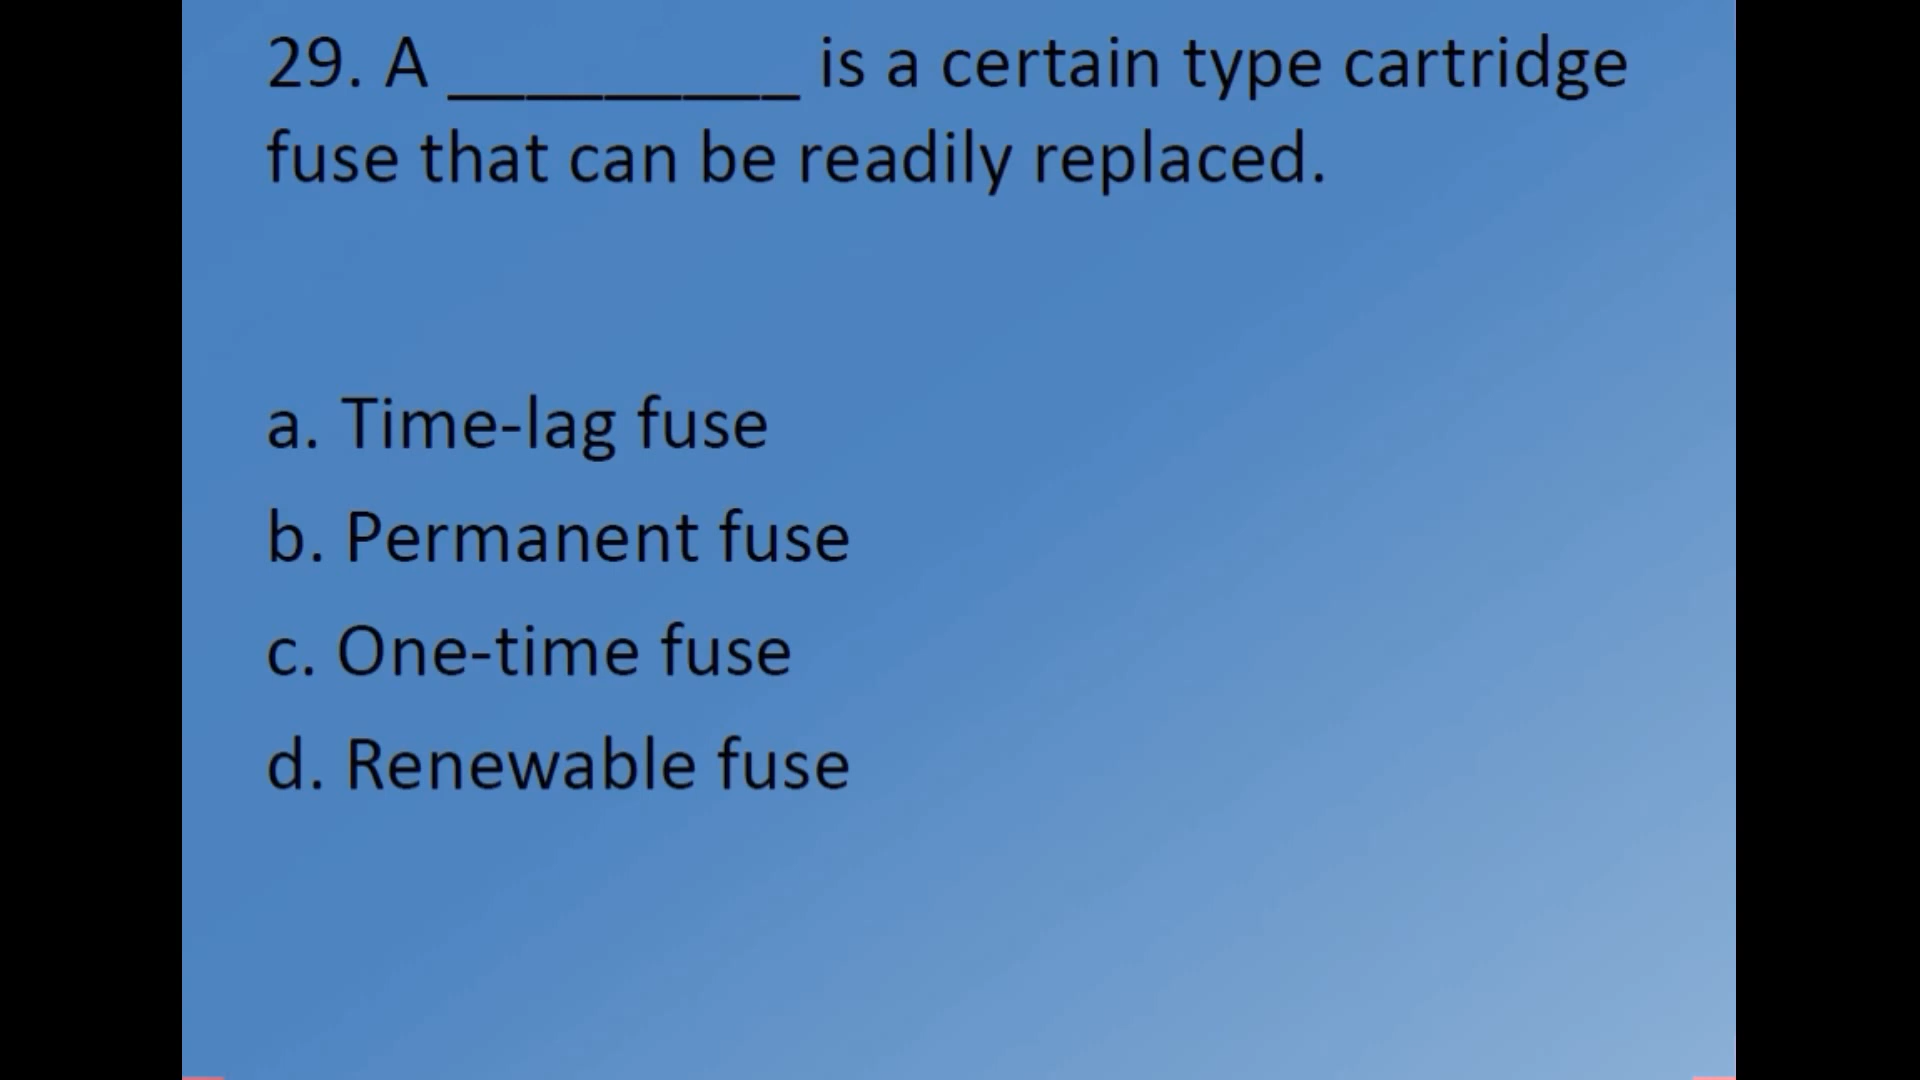 29. A _________ is a certain type cartridge
fuse that can be readily replaced.
a. Time-lag fuse
b. Permanent fuse
c. One-time fuse
d. Renewable fuse